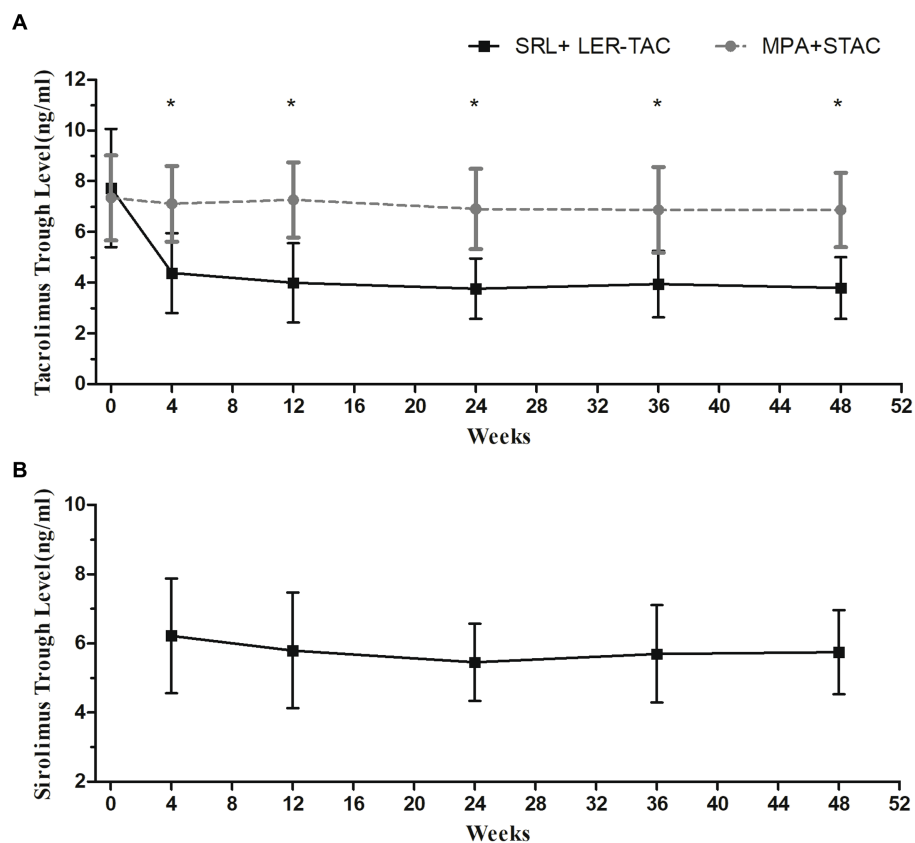 A
SRL+ LER-TAC MPA+STAC
Tacrolimus Trough Level(ng/ml)
12
10
8
6
4
2
0
* * * * *
0 4 8 12 16 20 24 28 32 36 40 44 48 52
Weeks
B
Sirolimus Trough Level(ng/ml)
10
8
6
4
2
0 4 8 12 16 20 24 28 32 36 40 44 48 52
Weeks